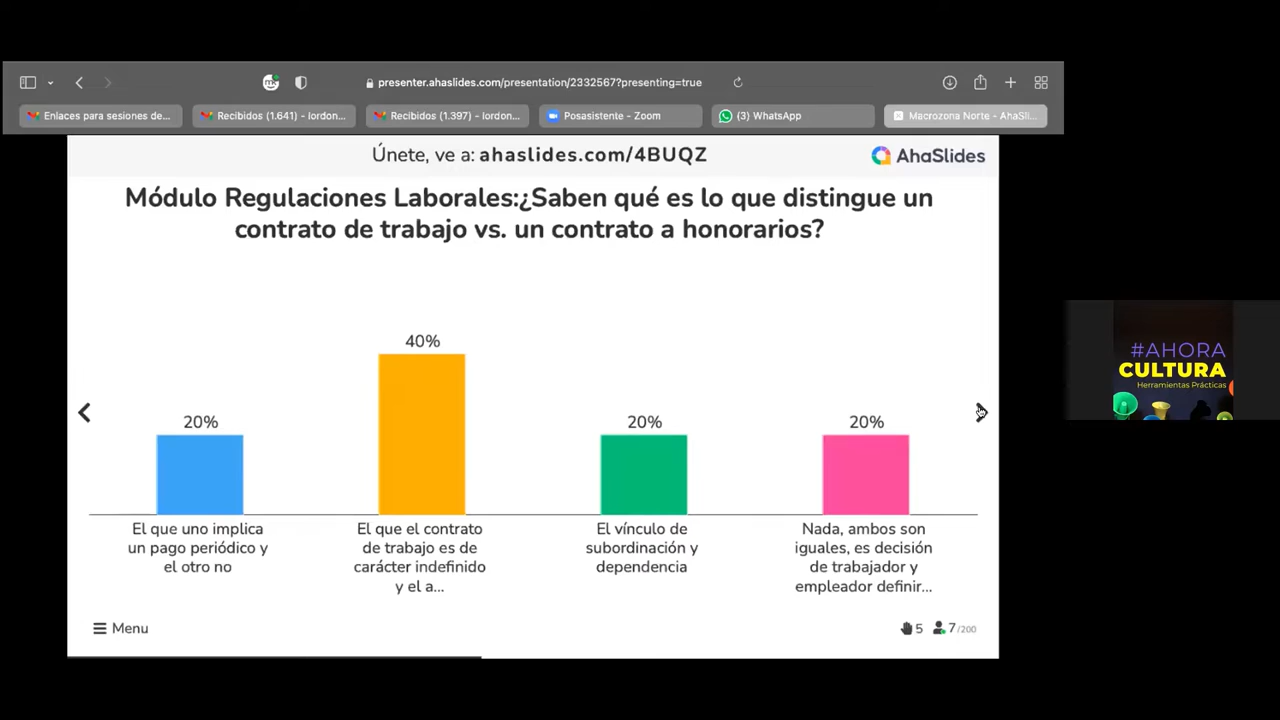 presenter.ahaslides.com/presentation/2332567?presenting=true
Enlaces para sesiones de...
Recibidos (1.641) - lordon...
Recibidos (1.397) - lordon...
Posasistente - Zoom
(3) WhatsApp
Macrozona Norte - AhaSli...
Únete, ve a: ahaslides.com/4BUQZ
AhaSlides
Módulo Regulaciones Laborales:¿Saben qué es lo que distingue un
contrato de trabajo vs. un contrato a honorarios?
20%
40%
20%
20%
El que uno implica
un pago periódico y
el otro no
El que el contrato
de trabajo es de
carácter indefinido
y el a...
El vínculo de
subordinación y
dependencia
Nada, ambos son
iguales, es decisión
de trabajador y
empleador definir...
Menu
5
7/200
#AHORA
CULTURA
Herramientas Prácticas